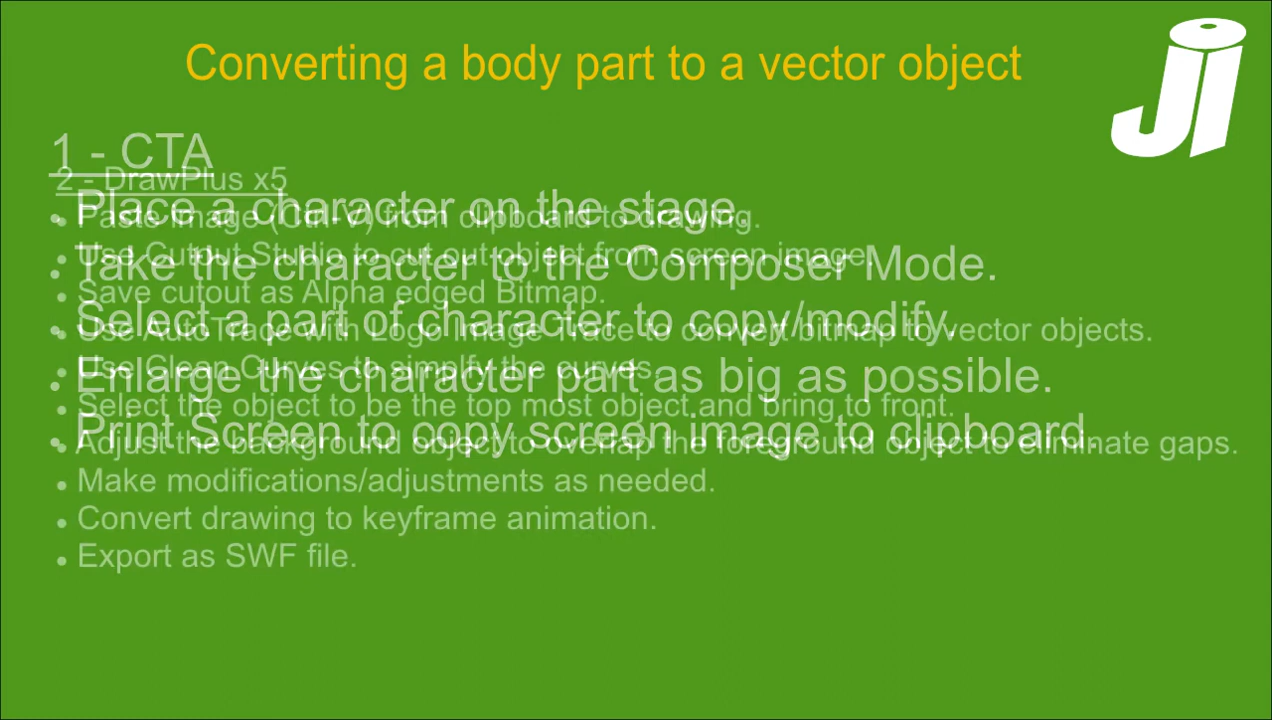 Converting a body part to a vector object
JI
1 - CTA
• Place a character on the stage.
• Take the character to the Composer Mode.
• Select a part of character to copy/modify.
• Enlarge the character part as big as possible.
• Print Screen to copy screen image to clipboard.
2 - DrawPlus x5
• Paste image (Ctrl-V) from clipboard to drawing.
• Use Cutout Studio to cut out object from screen image.
• Save cutout as Alpha edged Bitmap.
• Use AutoTrace with Logo Image Trace to convert bitmap to vector objects.
• Use Clean Curves to simplfy the curves.
• Select the object to be the top most object and bring to front.
• Adjust the background object to overlap the foreground object to eliminate gaps.
• Make modifications/adjustments as needed.
• Convert drawing to keyframe animation.
• Export as SWF file.